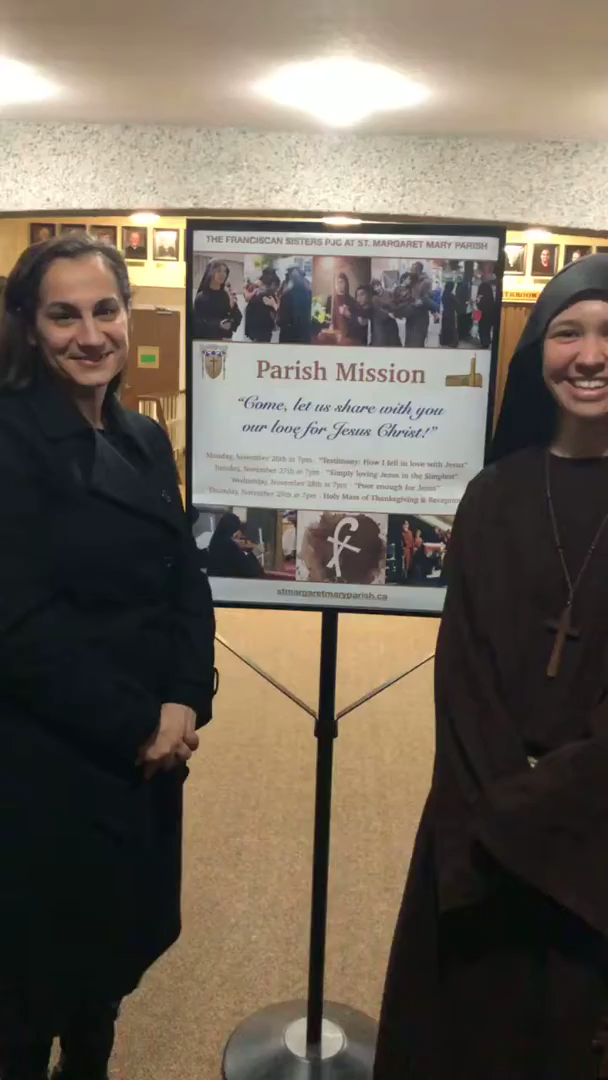 THE FRANCISCAN SISTERS PJC AT ST. MARGARET MARY PARISH
Parish Mission
“Come, let us share with you
our love for Jesus Christ!”
Monday, November 26th at 7pm. "Testimony: How I fell in love with Jesus"
Tuesday, November 27th at 7pm - "Simply loving Jesus in the Simplest"
Wednesday, November 28th at 7pm - "Poor enough for Jesus"
Thursday, November 29th at 7pm - Holy Mass of Thanksgiving &
stmargaretmaryparish.ca